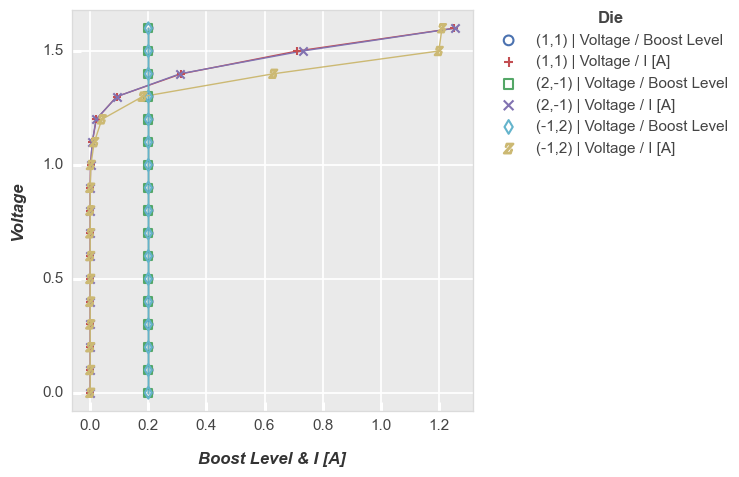 Die
(1,1) | Voltage / Boost Level
(1,1) | Voltage / I [A]
(2,-1) | Voltage / Boost Level
(2,-1) | Voltage / I [A]
(-1,2) | Voltage / Boost Level
(-1,2) | Voltage / I [A]
1.5
1.0
0.5
0.0
Voltage
0.0 0.2 0.4 0.6 0.8 1.0 1.2
Boost Level & I [A]